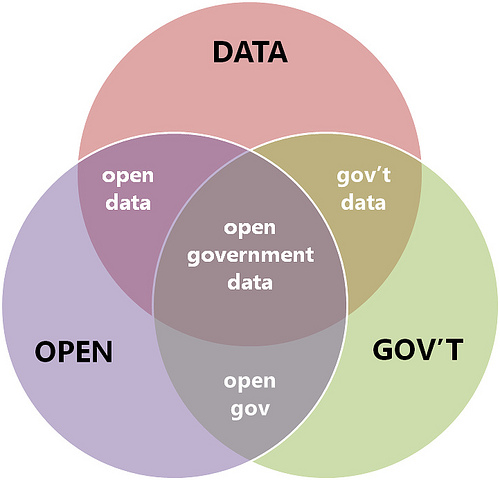 DATA
open
data
gov't
data
open
government
data
OPEN
GOV'T
open
gov